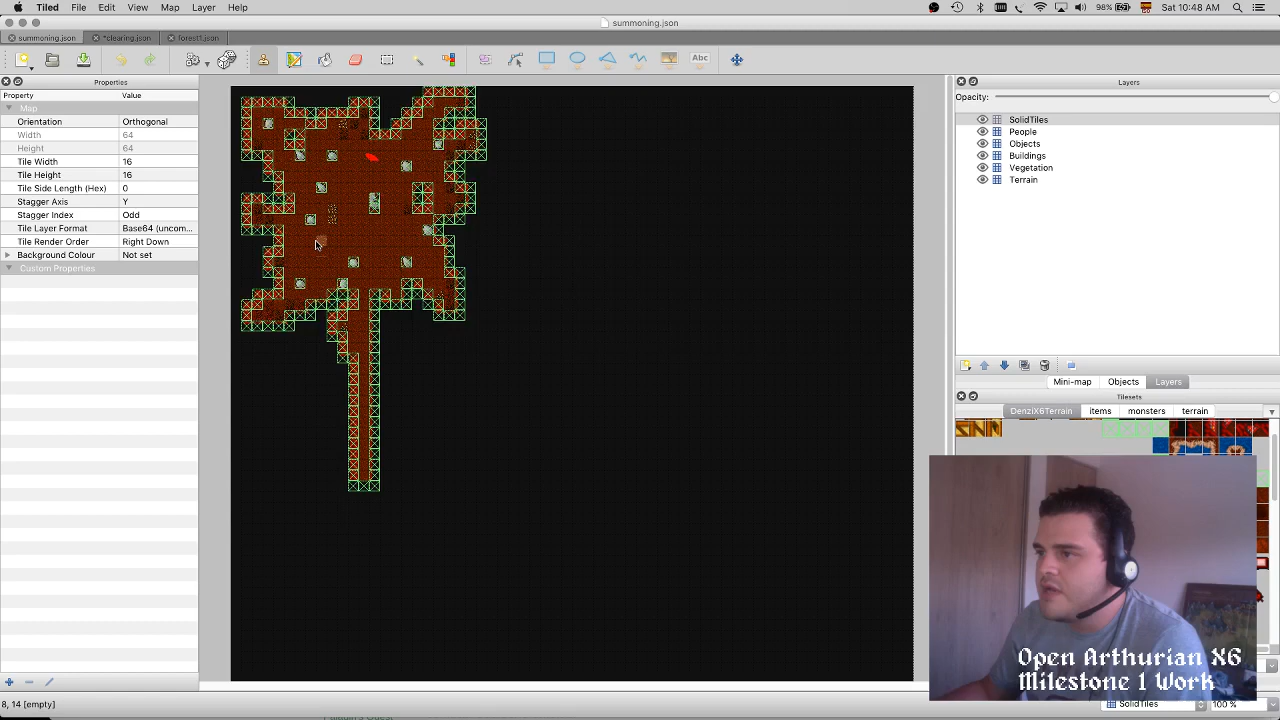 Tiled File Edit View Map Layer Help 98% Sat 10:48 AM
summoning.json
summoning.json *clearing.json forest1.json
Abc
Properties
Property Value
Map
Orientation Orthogonal
Width 64
Height 64
Tile Width 16
Tile Height 16
Tile Side Length (Hex) 0
Stagger Axis Y
Stagger Index Odd
Tile Layer Format Base64 (uncom...
Tile Render Order Right Down
Background Colour Not set
Custom Properties
Layers
Opacity:
SolidTiles
People
Objects
Buildings
Vegetation
Terrain
Mini-map Objects Layers
Tilesets
DenziX6Terrain items monsters terrain
Open Arthurian X6
Milestone 1 Work
8, 14 [empty]
SolidTiles 100 %